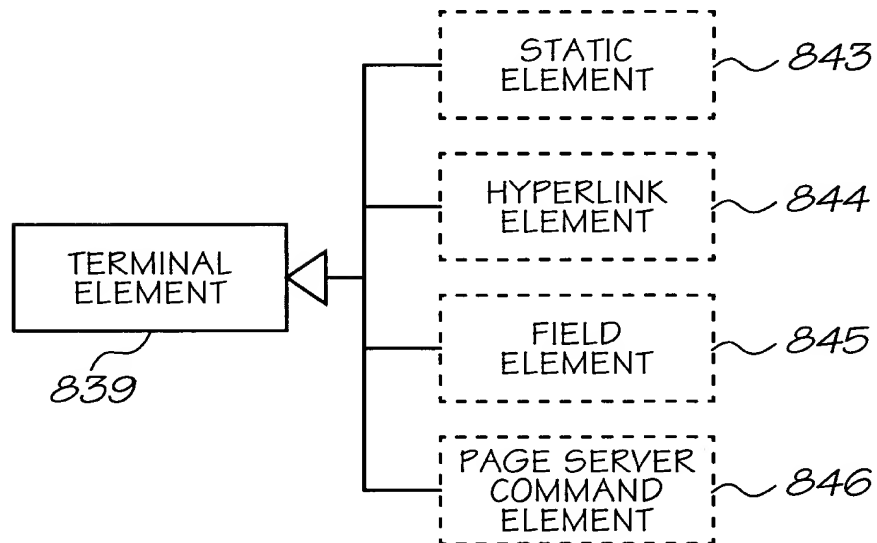 STATIC
ELEMENT
843
HYPERLINK
ELEMENT
844
TERMINAL
ELEMENT
839
FIELD
ELEMENT
845
PAGE SERVER
COMMAND
ELEMENT
846